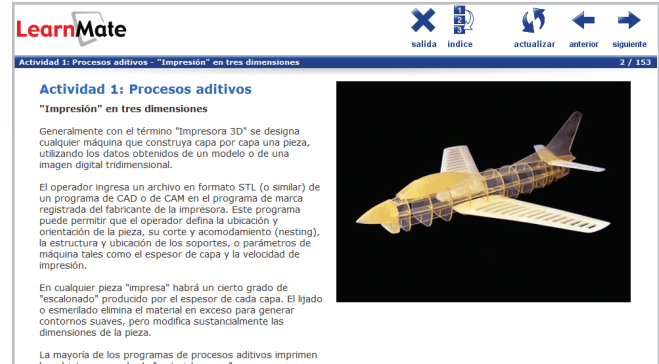 LearnMate
salida índice actualizar anterior siguiente
Actividad 1: Procesos aditivos - "Impresión" en tres dimensiones 2 / 153
Actividad 1: Procesos aditivos
"Impresión" en tres dimensiones
Generalmente con el término "Impresora 3D" se designa
cualquier máquina que construya capa por capa una pieza,
utilizando los datos obtenidos de un modelo o de una
imagen digital tridimensional.
El operador ingresa un archivo en formato STL (o similar) de
un programa de CAD o de CAM en el programa de marca
registrada del fabricante de la impresora. Este programa
puede permitir que el operador defina la ubicación y
orientación de la pieza, su corte y acomodamiento (nesting),
la estructura y ubicación de los soportes, o parámetros de
máquina tales como el espesor de capa y la velocidad de
impresión.
En cualquier pieza "impresa" habrá un cierto grado de
"escalonado" producido por el espesor de cada capa. El lijado
o esmerilado elimina el material en exceso para generar
contornos suaves, pero modifica sustancialmente las
dimensiones de la pieza.
La mayoría de los programas de procesos aditivos imprimen